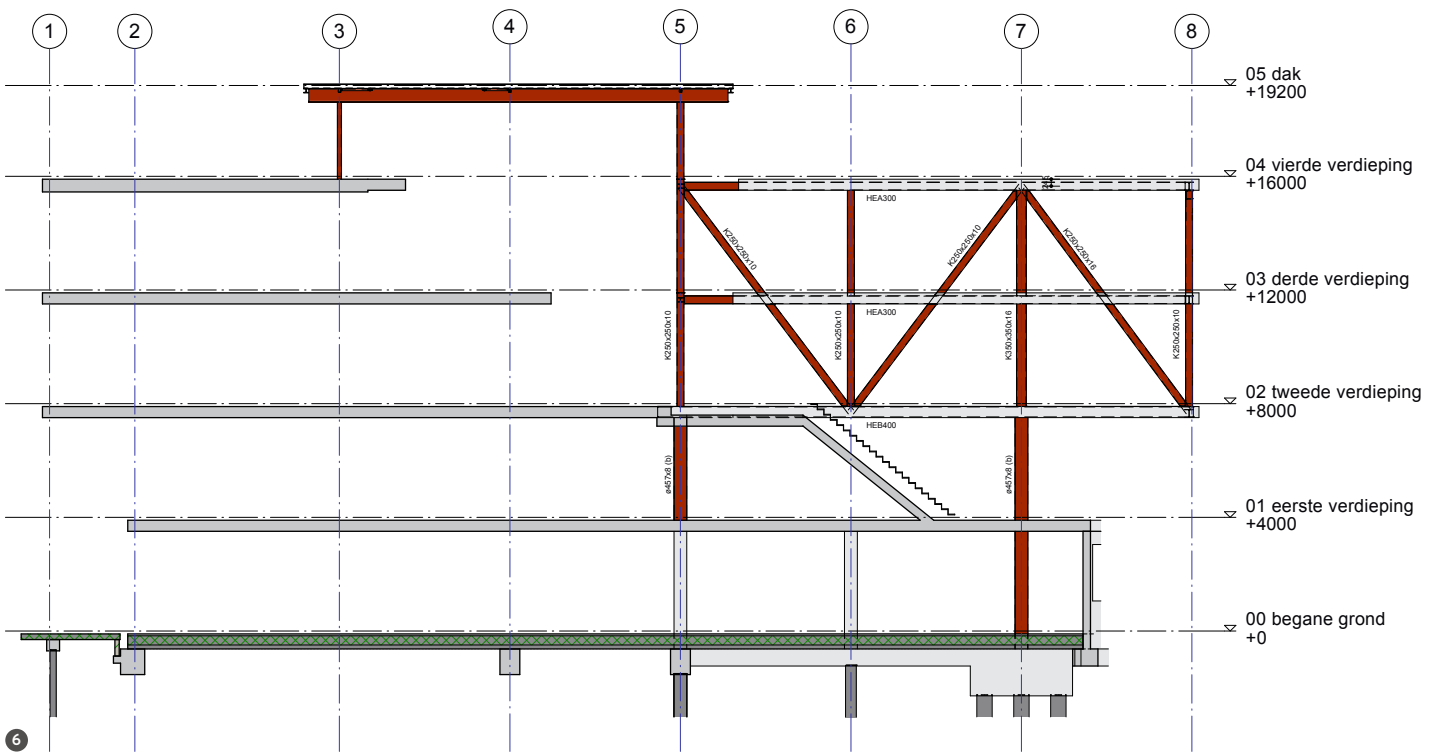 1
2
3
4
5
6
7
8
05 dak
+19200
04 vierde verdieping
+16000
HEA300
K250x250x10
K250x250x10
K250x250x16
03 derde verdieping
+12000
HEA300
K250x250x10
K250x250x10
K350x350x16
K250x250x10
02 tweede verdieping
+8000
HEB400
ø457x8 (b)
ø457x8 (b)
01 eerste verdieping
+4000
00 begane grond
+0
6